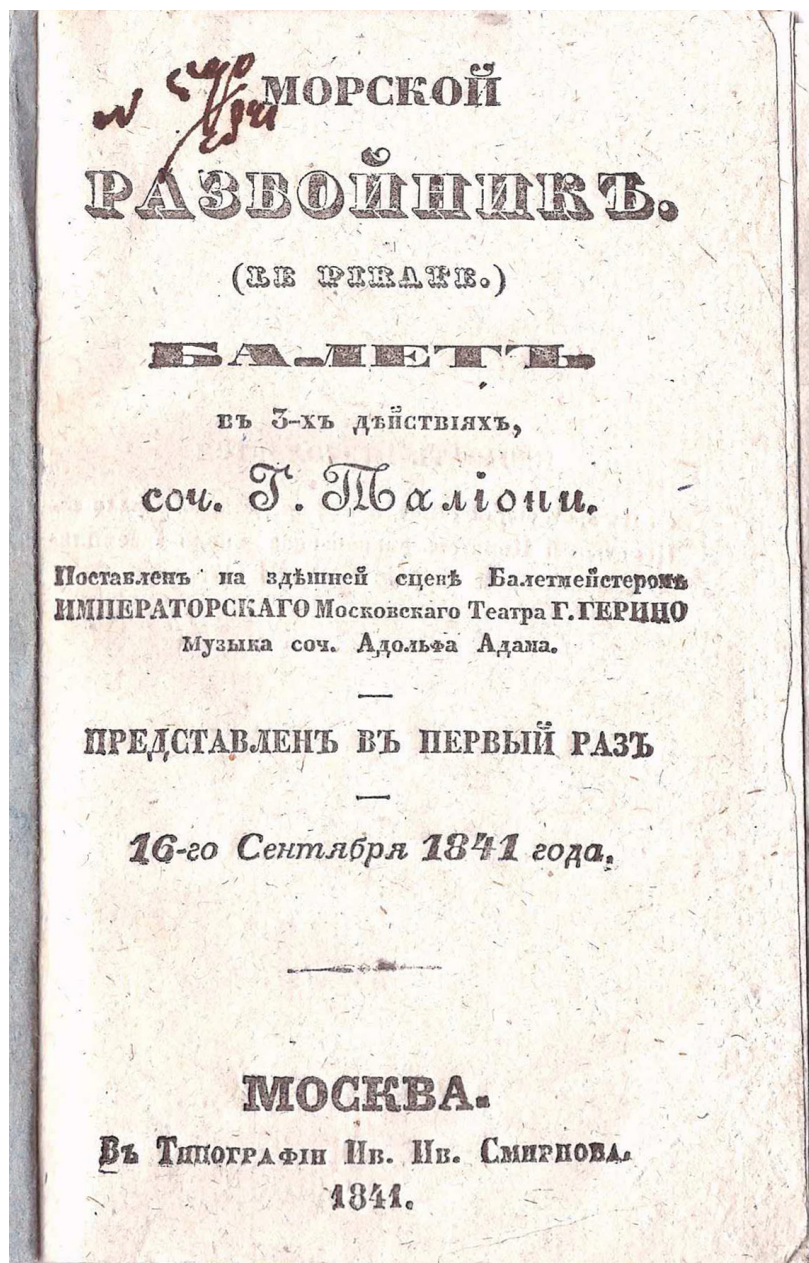 МОРСКОЙ
РАЗБОЙНИКЪ.
(LE PIRATE.)
БАЛЕТЪ
въ 3-хъ дѣйствіяхъ,
соч. Г. Таліони.
Поставленъ на здѣшней сценѣ Балетмейстеромъ
ИМПЕРАТОРСКАГО Московскаго Театра Г. ГЕРИНО
Музыка соч. Адольфа Адама.
ПРЕДСТАВЛЕНЪ ВЪ ПЕРВЫЙ РАЗЪ
16-го Сентября 1841 года.
МОСКВА.
Въ Типографіи Ив. Ив. Смирнова.
1841.